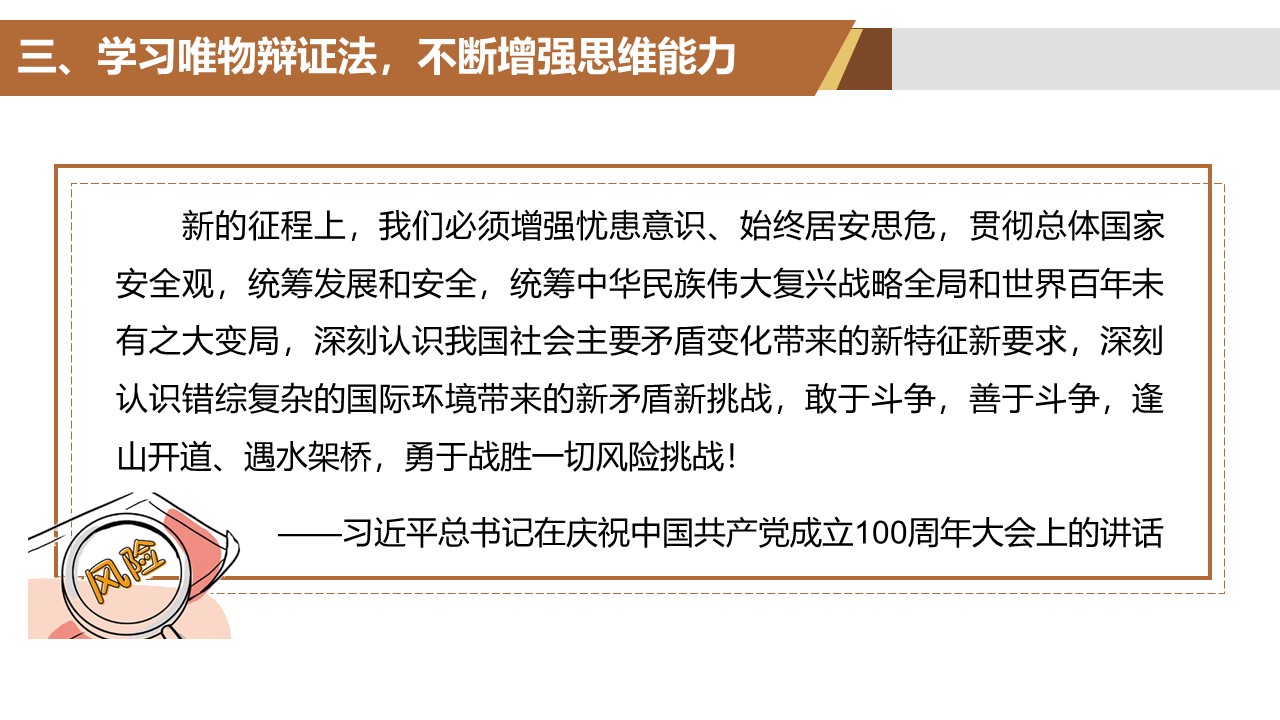 三、学习唯物辩证法，不断增强思维能力
新的征程上，我们必须增强忧患意识、始终居安思危，贯彻总体国家
安全观，统筹发展和安全，统筹中华民族伟大复兴战略全局和世界百年未
有之大变局，深刻认识我国社会主要矛盾变化带来的新特征新要求，深刻
认识错综复杂的国际环境带来的新矛盾新挑战，敢于斗争，善于斗争，逢
山开道、遇水架桥，勇于战胜一切风险挑战！
——习近平总书记在庆祝中国共产党成立100周年大会上的讲话
风险